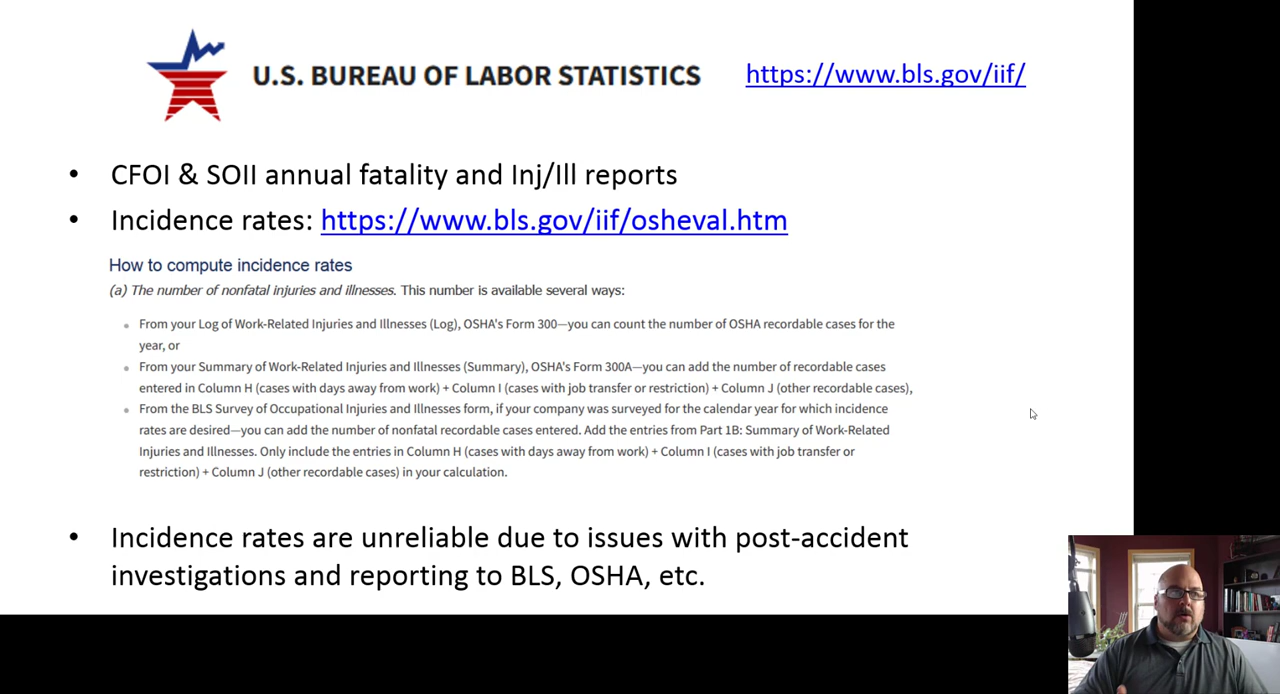 U.S. BUREAU OF LABOR STATISTICS https://www.bls.gov/iif/
• CFOI & SOII annual fatality and Inj/Ill reports
• Incidence rates: https://www.bls.gov/iif/osheval.htm
How to compute incidence rates
(a) The number of nonfatal injuries and illnesses. This number is available several ways:
• From your Log of Work-Related Injuries and Illnesses (Log), OSHA's Form 300—you can count the number of OSHA recordable cases for the
year, or
• From your Summary of Work-Related Injuries and Illnesses (Summary), OSHA's Form 300A—you can add the number of recordable cases
entered in Column H (cases with days away from work) + Column I (cases with job transfer or restriction) + Column J (other recordable cases),
• From the BLS Survey of Occupational Injuries and Illnesses form, if your company was surveyed for the calendar year for which incidence
rates are desired—you can add the number of nonfatal recordable cases entered. Add the entries from Part 1B: Summary of Work-Related
Injuries and Illnesses. Only include the entries in Column H (cases with days away from work) + Column I (cases with job transfer or
restriction) + Column J (other recordable cases) in your calculation.
• Incidence rates are unreliable due to issues with post-accident
investigations and reporting to BLS, OSHA, etc.